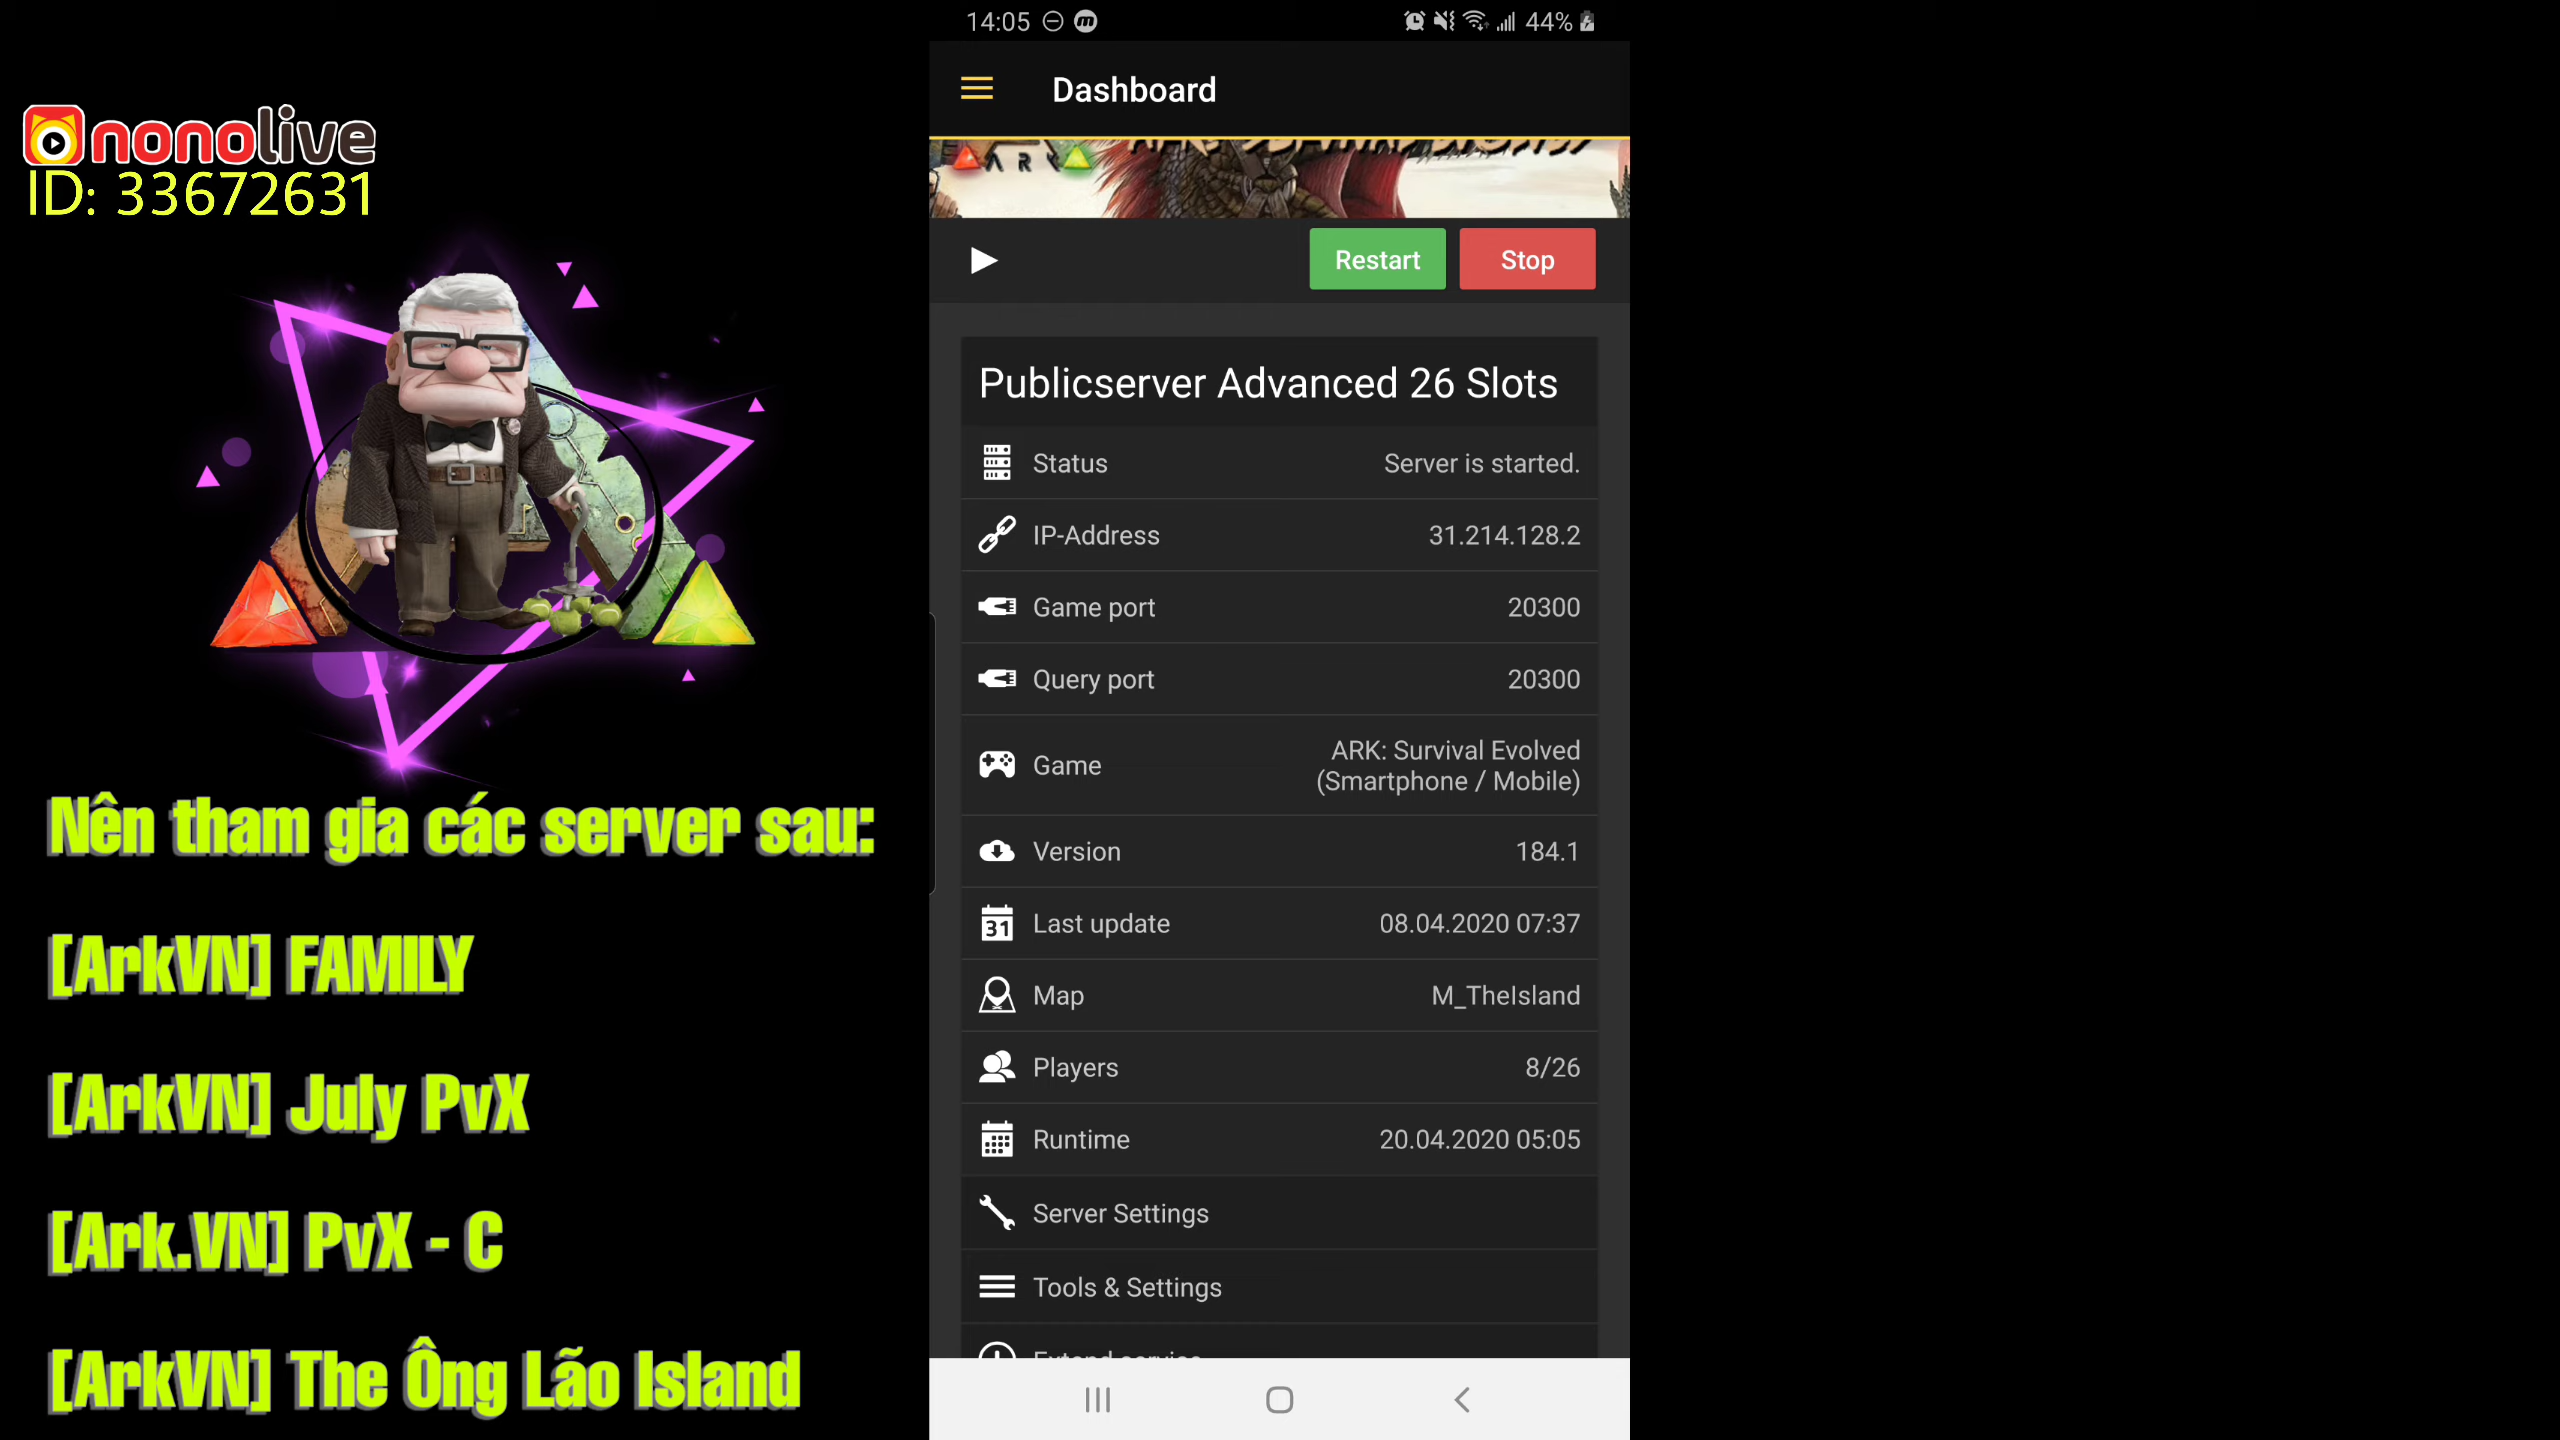 nonolive
ID: 33672631
Nên tham gia các server sau:
[ArkVN] FAMILY
[ArkVN] July PvX
[Ark.VN] PvX - C
[ArkVN] The Ông Lão Island
14:05
44%
Dashboard
ARK
Restart
Stop
Publicserver Advanced 26 Slots
Status Server is started.
IP-Address 31.214.128.2
Game port 20300
Query port 20300
Game ARK: Survival Evolved
(Smartphone / Mobile)
Version 184.1
31 Last update 08.04.2020 07:37
Map M_TheIsland
Players 8/26
Runtime 20.04.2020 05:05
Server Settings
Tools & Settings
Extend service